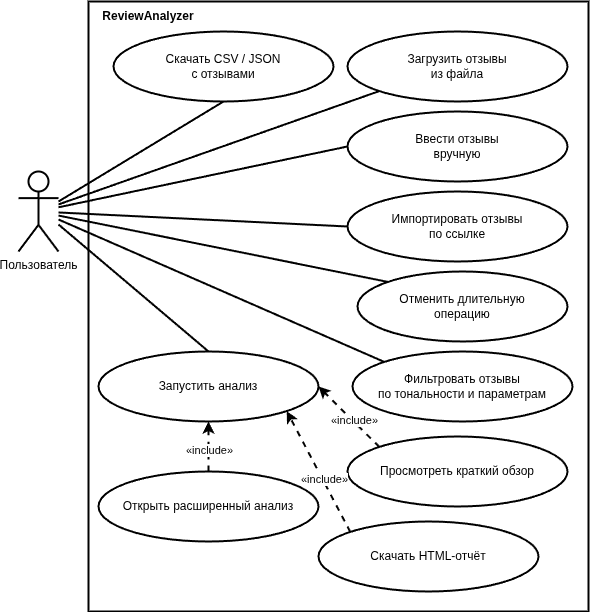 ReviewAnalyzer
Скачать CSV / JSON
с отзывами
Загрузить отзывы
из файла
Ввести отзывы
вручную
Импортировать отзывы
по ссылке
Пользователь
Отменить длительную
операцию
Запустить анализ
Фильтровать отзывы
по тональности и параметрам
«include»
«include»
Просмотреть краткий обзор
«include»
Открыть расширенный анализ
Скачать HTML-отчёт